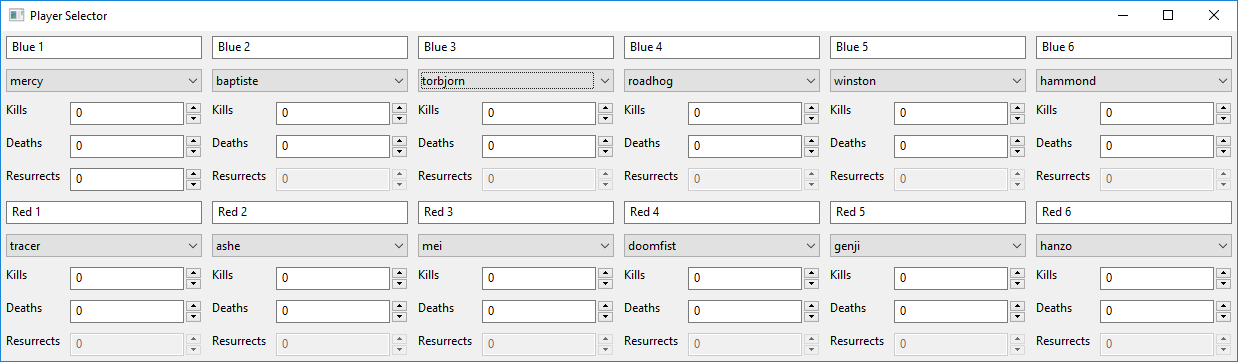 Player Selector
Blue 1 Blue 2 Blue 3 Blue 4 Blue 5 Blue 6
mercy baptiste torbjorn roadhog winston hammond
Kills 0 Kills 0 Kills 0 Kills 0 Kills 0 Kills 0
Deaths 0 Deaths 0 Deaths 0 Deaths 0 Deaths 0 Deaths 0
Resurrects 0 Resurrects 0 Resurrects 0 Resurrects 0 Resurrects 0 Resurrects 0
Red 1 Red 2 Red 3 Red 4 Red 5 Red 6
tracer ashe mei doomfist genji hanzo
Kills 0 Kills 0 Kills 0 Kills 0 Kills 0 Kills 0
Deaths 0 Deaths 0 Deaths 0 Deaths 0 Deaths 0 Deaths 0
Resurrects 0 Resurrects 0 Resurrects 0 Resurrects 0 Resurrects 0 Resurrects 0